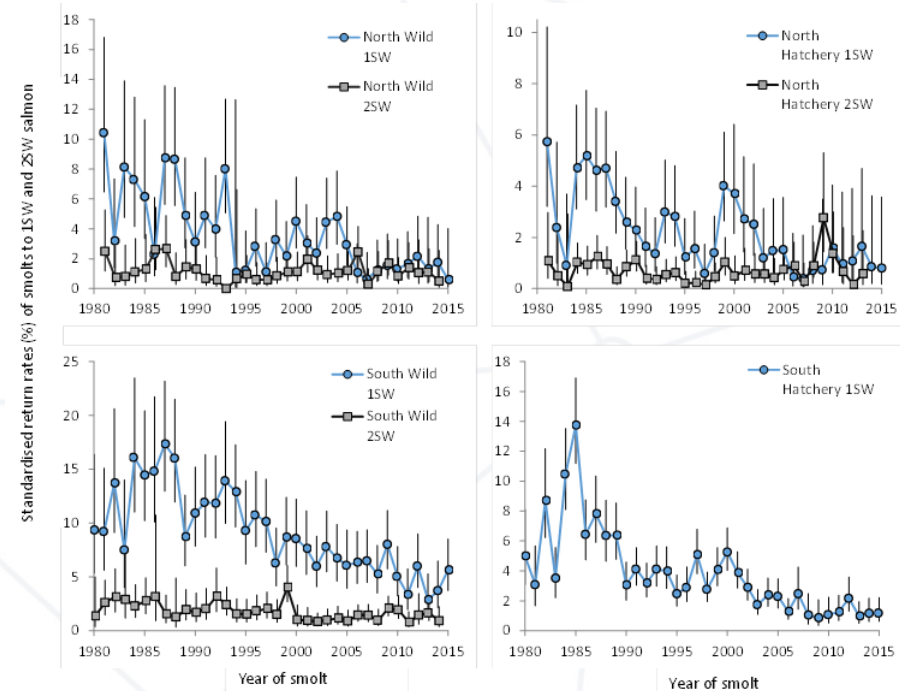 Standardised return rates (%) of smolts to 1SW and 2SW salmon
18
16
14
12
10
8
6
4
2
0
1980 1985 1990 1995 2000 2005 2010 2015
North Wild
1SW
North Wild
2SW
10
8
6
4
2
0
1980 1985 1990 1995 2000 2005 2010 2015
North
Hatchery 1SW
North
Hatchery 2SW
25
20
15
10
5
0
1980 1985 1990 1995 2000 2005 2010 2015
South Wild
1SW
South Wild
2SW
Year of smolt
18
16
14
12
10
8
6
4
2
0
1980 1985 1990 1995 2000 2005 2010 2015
South
Hatchery 1SW
Year of smolt